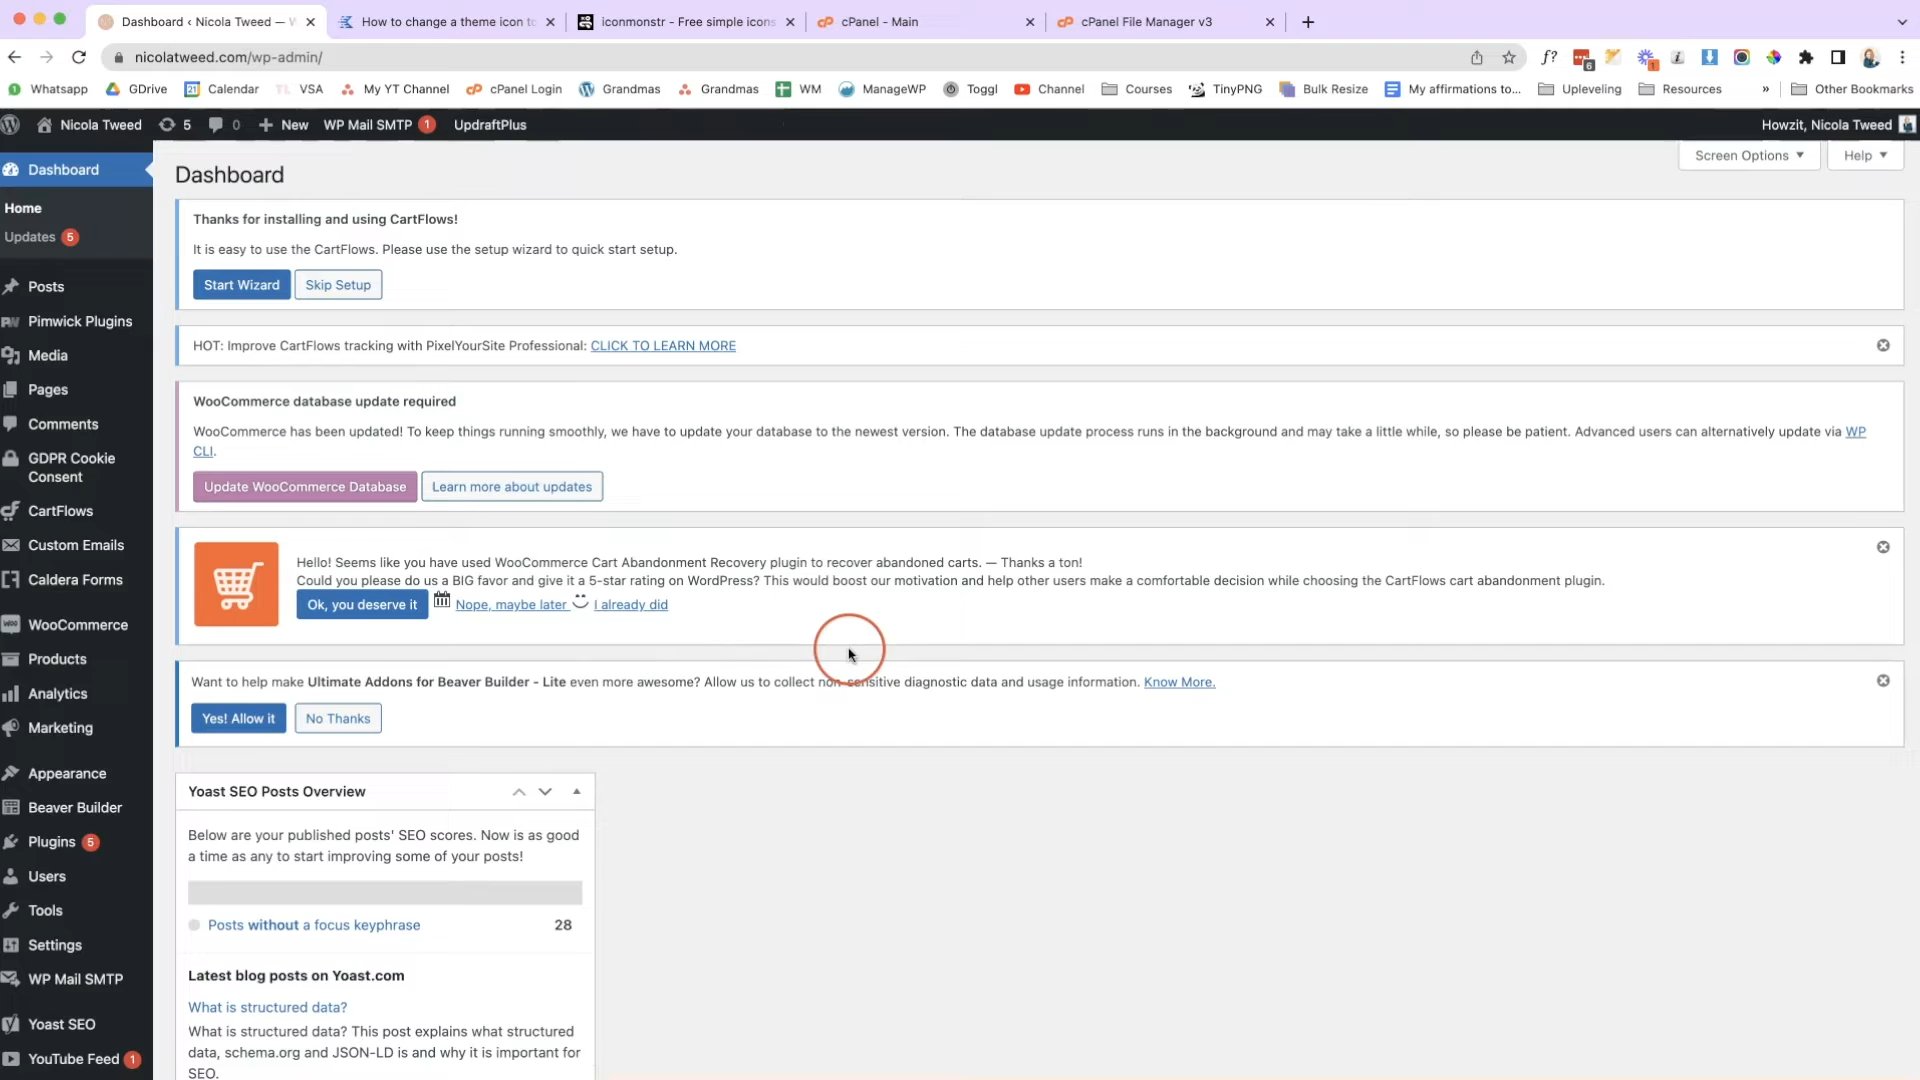 Dashboard ‹ Nicola Tweed — W
How to change a theme icon to
iconmonstr - Free simple icons
cPanel - Main
cPanel File Manager v3
nicolatweed.com/wp-admin/
f?
6
1
Whatsapp
GDrive
Calendar
VSA
My YT Channel
cPanel Login
Grandmas
Grandmas
WM
ManageWP
Toggl
Channel
Courses
TinyPNG
Bulk Resize
My affirmations to...
Upleveling
Resources
»
Other Bookmarks
Nicola Tweed
5
0
New
WP Mail SMTP 1
UpdraftPlus
Howzit, Nicola Tweed
Dashboard
Home
Updates 5
Posts
Pimwick Plugins
Media
Pages
Comments
GDPR Cookie
Consent
CartFlows
Custom Emails
Caldera Forms
WooCommerce
Products
Analytics
Marketing
Appearance
Beaver Builder
Plugins 5
Users
Tools
Settings
WP Mail SMTP
Yoast SEO
YouTube Feed 1
Screen Options
Help
Dashboard
Thanks for installing and using CartFlows!
It is easy to use the CartFlows. Please use the setup wizard to quick start setup.
Start Wizard
Skip Setup
HOT: Improve CartFlows tracking with PixelYourSite Professional: CLICK TO LEARN MORE
WooCommerce database update required
WooCommerce has been updated! To keep things running smoothly, we have to update your database to the newest version. The database update process runs in the background and may take a little while, so please be patient. Advanced users can alternatively update via WP
CLI.
Update WooCommerce Database
Learn more about updates
Hello! Seems like you have used WooCommerce Cart Abandonment Recovery plugin to recover abandoned carts. — Thanks a ton!
Could you please do us a BIG favor and give it a 5-star rating on WordPress? This would boost our motivation and help other users make a comfortable decision while choosing the CartFlows cart abandonment plugin.
Ok, you deserve it
Nope, maybe later
I already did
Want to help make Ultimate Addons for Beaver Builder - Lite even more awesome? Allow us to collect non-sensitive diagnostic data and usage information. Know More.
Yes! Allow it
No Thanks
Yoast SEO Posts Overview
Below are your published posts' SEO scores. Now is as good
a time as any to start improving some of your posts!
Posts without a focus keyphrase
28
Latest blog posts on Yoast.com
What is structured data?
What is structured data? This post explains what structured
data, schema.org and JSON-LD is and why it is important for
SEO.